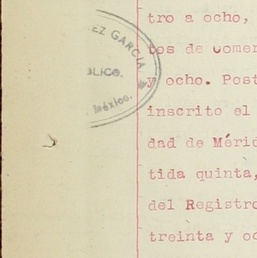 EZ GARCIA
BLICO.
México.
tro a ocho,
tos de comer
y ocho. Post
inscrito el
dad de Mérid
tida quinta,
del Registro
treinta y oc